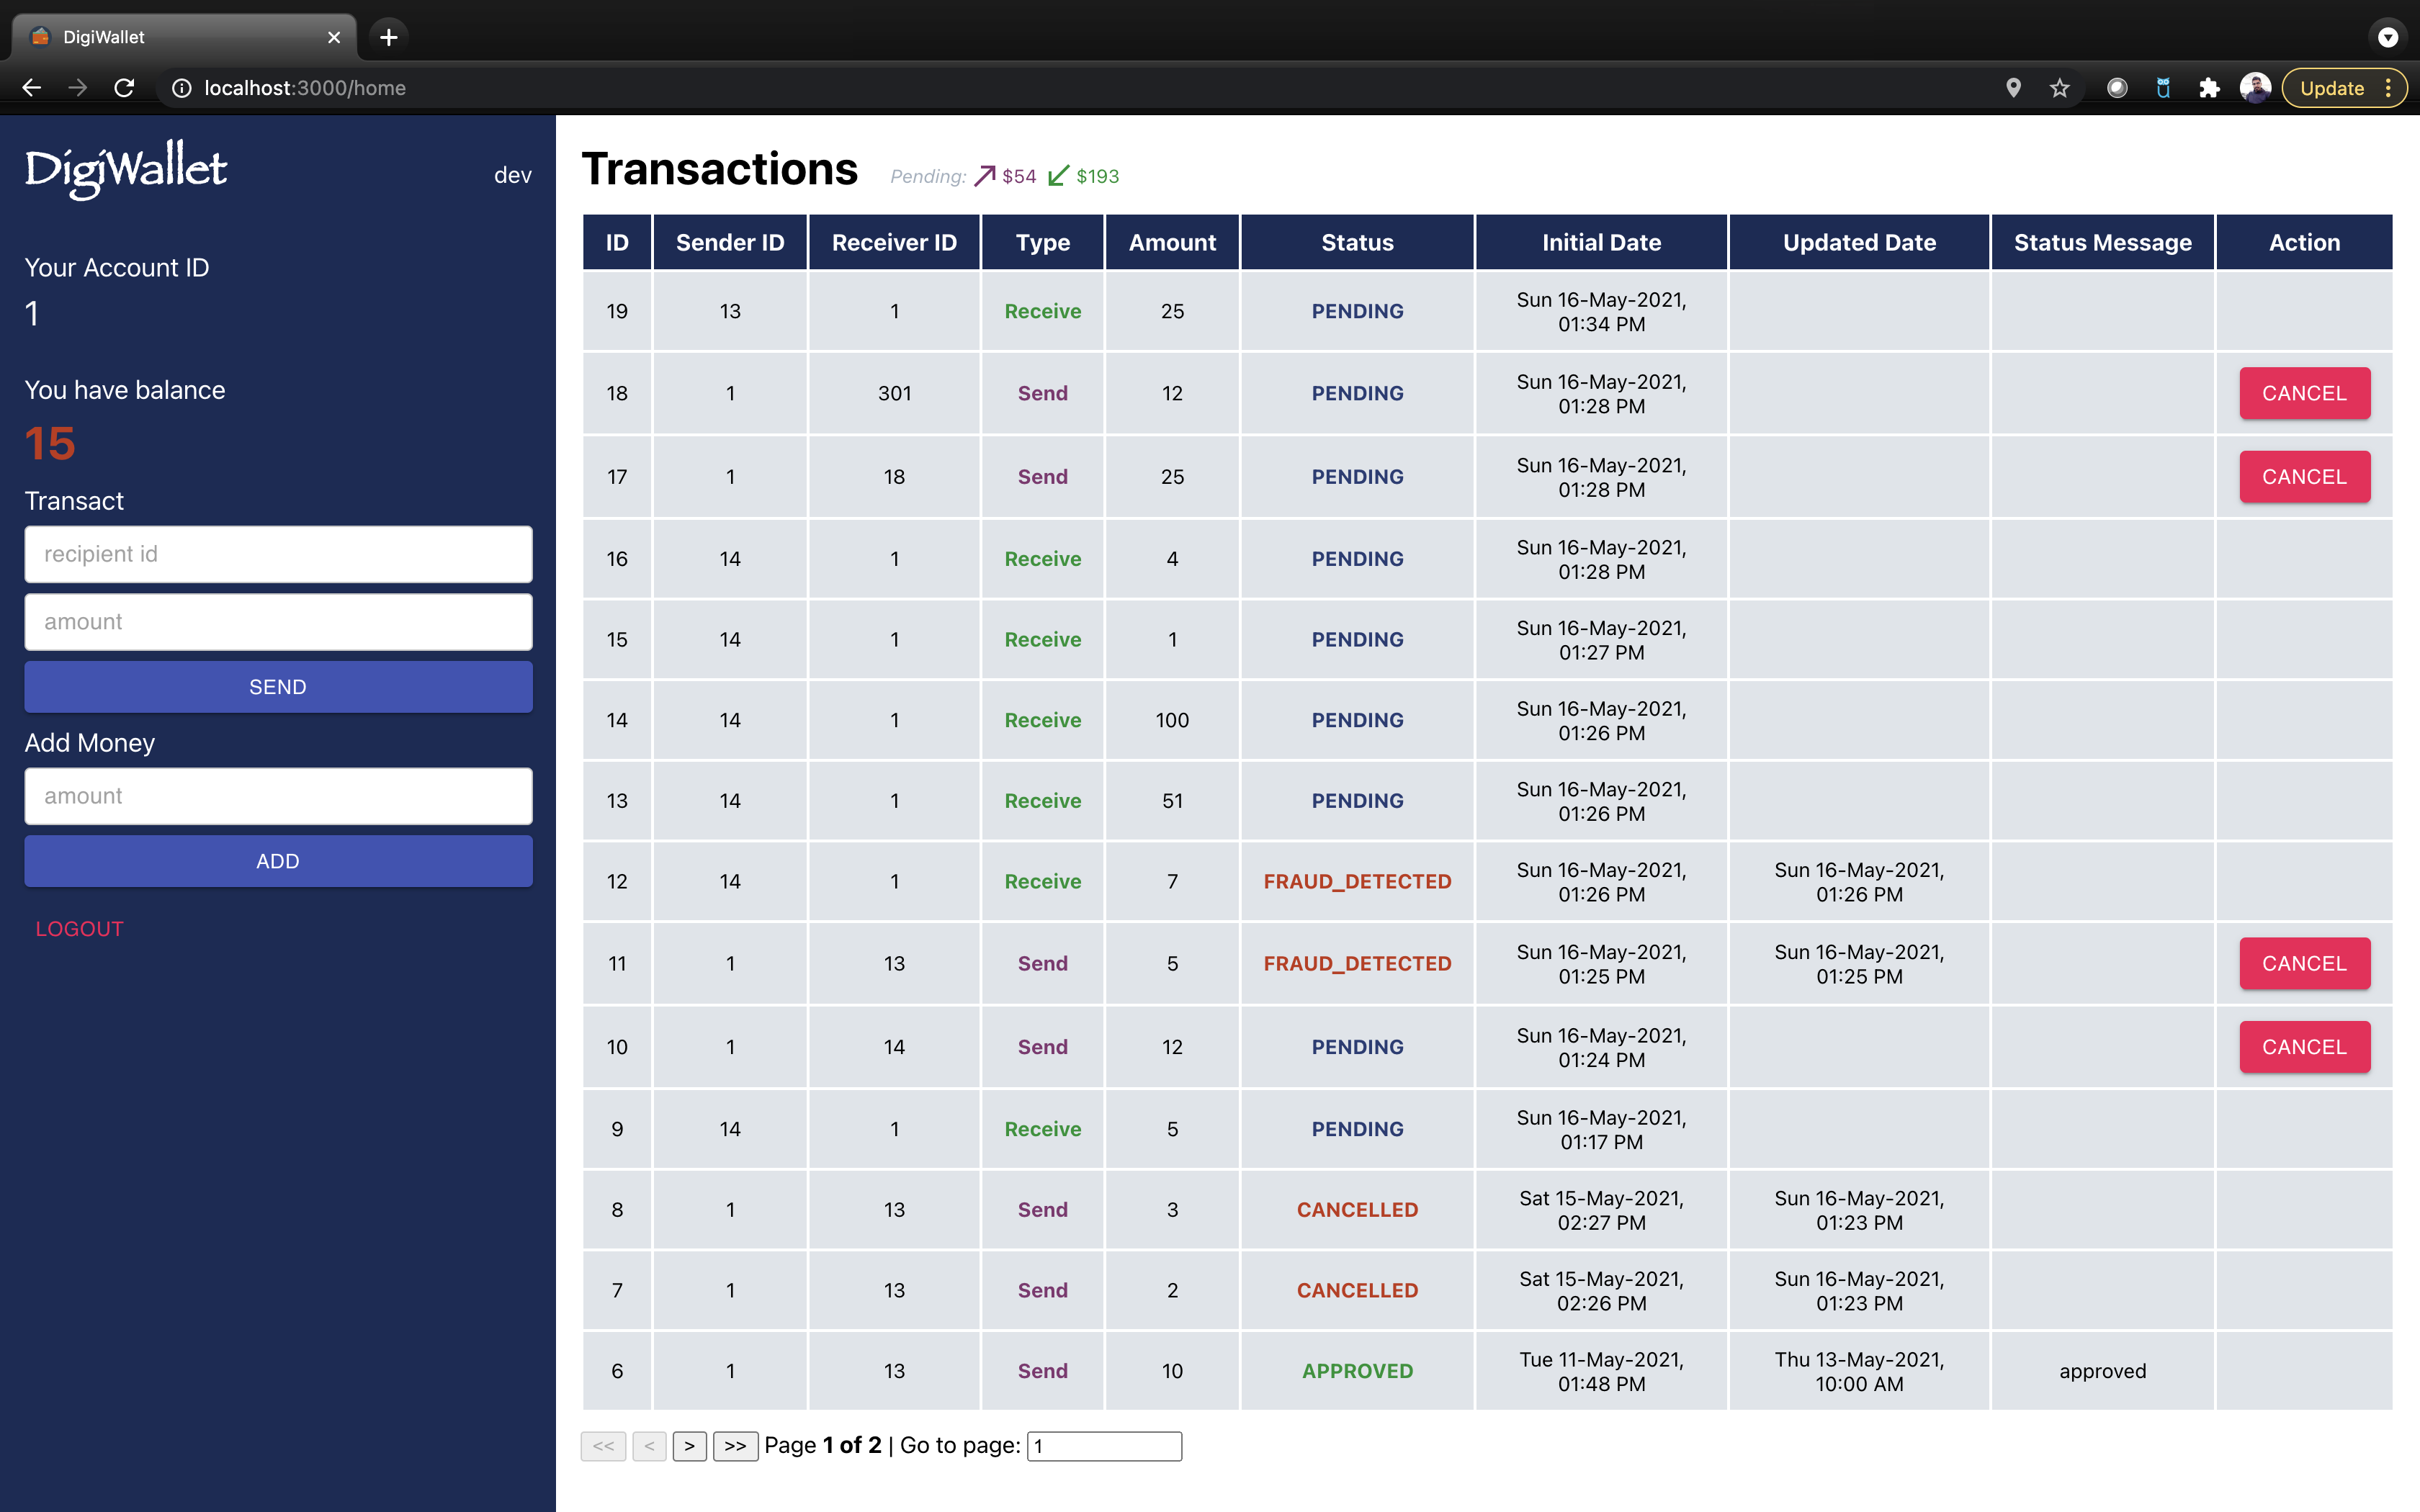 DigiWallet
localhost:3000/home
Update
DigiWallet
dev
Your Account ID
1
You have balance
15
Transact
recipient id
amount
SEND
Add Money
amount
ADD
LOGOUT
Transactions Pending: $54 $193
ID Sender ID Receiver ID Type Amount Status Initial Date Updated Date Status Message Action
19 13 1 Receive 25 PENDING Sun 16-May-2021, 01:34 PM
18 1 301 Send 12 PENDING Sun 16-May-2021, 01:28 PM CANCEL
17 1 18 Send 25 PENDING Sun 16-May-2021, 01:28 PM CANCEL
16 14 1 Receive 4 PENDING Sun 16-May-2021, 01:28 PM
15 14 1 Receive 1 PENDING Sun 16-May-2021, 01:27 PM
14 14 1 Receive 100 PENDING Sun 16-May-2021, 01:26 PM
13 14 1 Receive 51 PENDING Sun 16-May-2021, 01:26 PM
12 14 1 Receive 7 FRAUD_DETECTED Sun 16-May-2021, 01:26 PM Sun 16-May-2021, 01:26 PM
11 1 13 Send 5 FRAUD_DETECTED Sun 16-May-2021, 01:25 PM Sun 16-May-2021, 01:25 PM CANCEL
10 1 14 Send 12 PENDING Sun 16-May-2021, 01:24 PM CANCEL
9 14 1 Receive 5 PENDING Sun 16-May-2021, 01:17 PM
8 1 13 Send 3 CANCELLED Sat 15-May-2021, 02:27 PM Sun 16-May-2021, 01:23 PM
7 1 13 Send 2 CANCELLED Sat 15-May-2021, 02:26 PM Sun 16-May-2021, 01:23 PM
6 1 13 Send 10 APPROVED Tue 11-May-2021, 01:48 PM Thu 13-May-2021, 10:00 AM approved
<< < > >> Page 1 of 2 | Go to page: 1